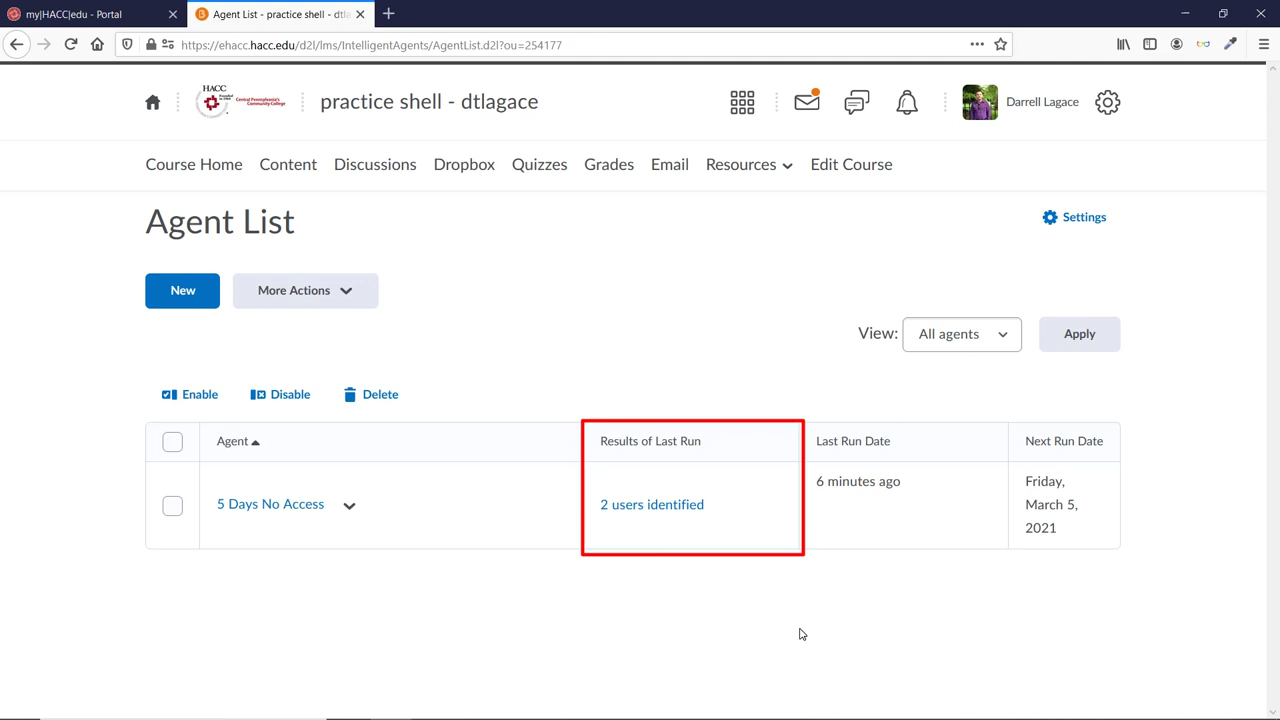 myJHACC|edu - Portal
Agent List - practice shell - dtla
https://ehacc.hacc.edu/d2l/lms/IntelligentAgents/AgentList.d2l?ou=254177
HACC
Central Pennsylvania's
Community College
practice shell - dtlagace
Darrell Lagace
Course Home Content Discussions Dropbox Quizzes Grades Email Resources Edit Course
Agent List
Settings
New More Actions
View: All agents Apply
Enable Disable Delete
Agent Results of Last Run Last Run Date Next Run Date
5 Days No Access 2 users identified 6 minutes ago Friday,
March 5,
2021